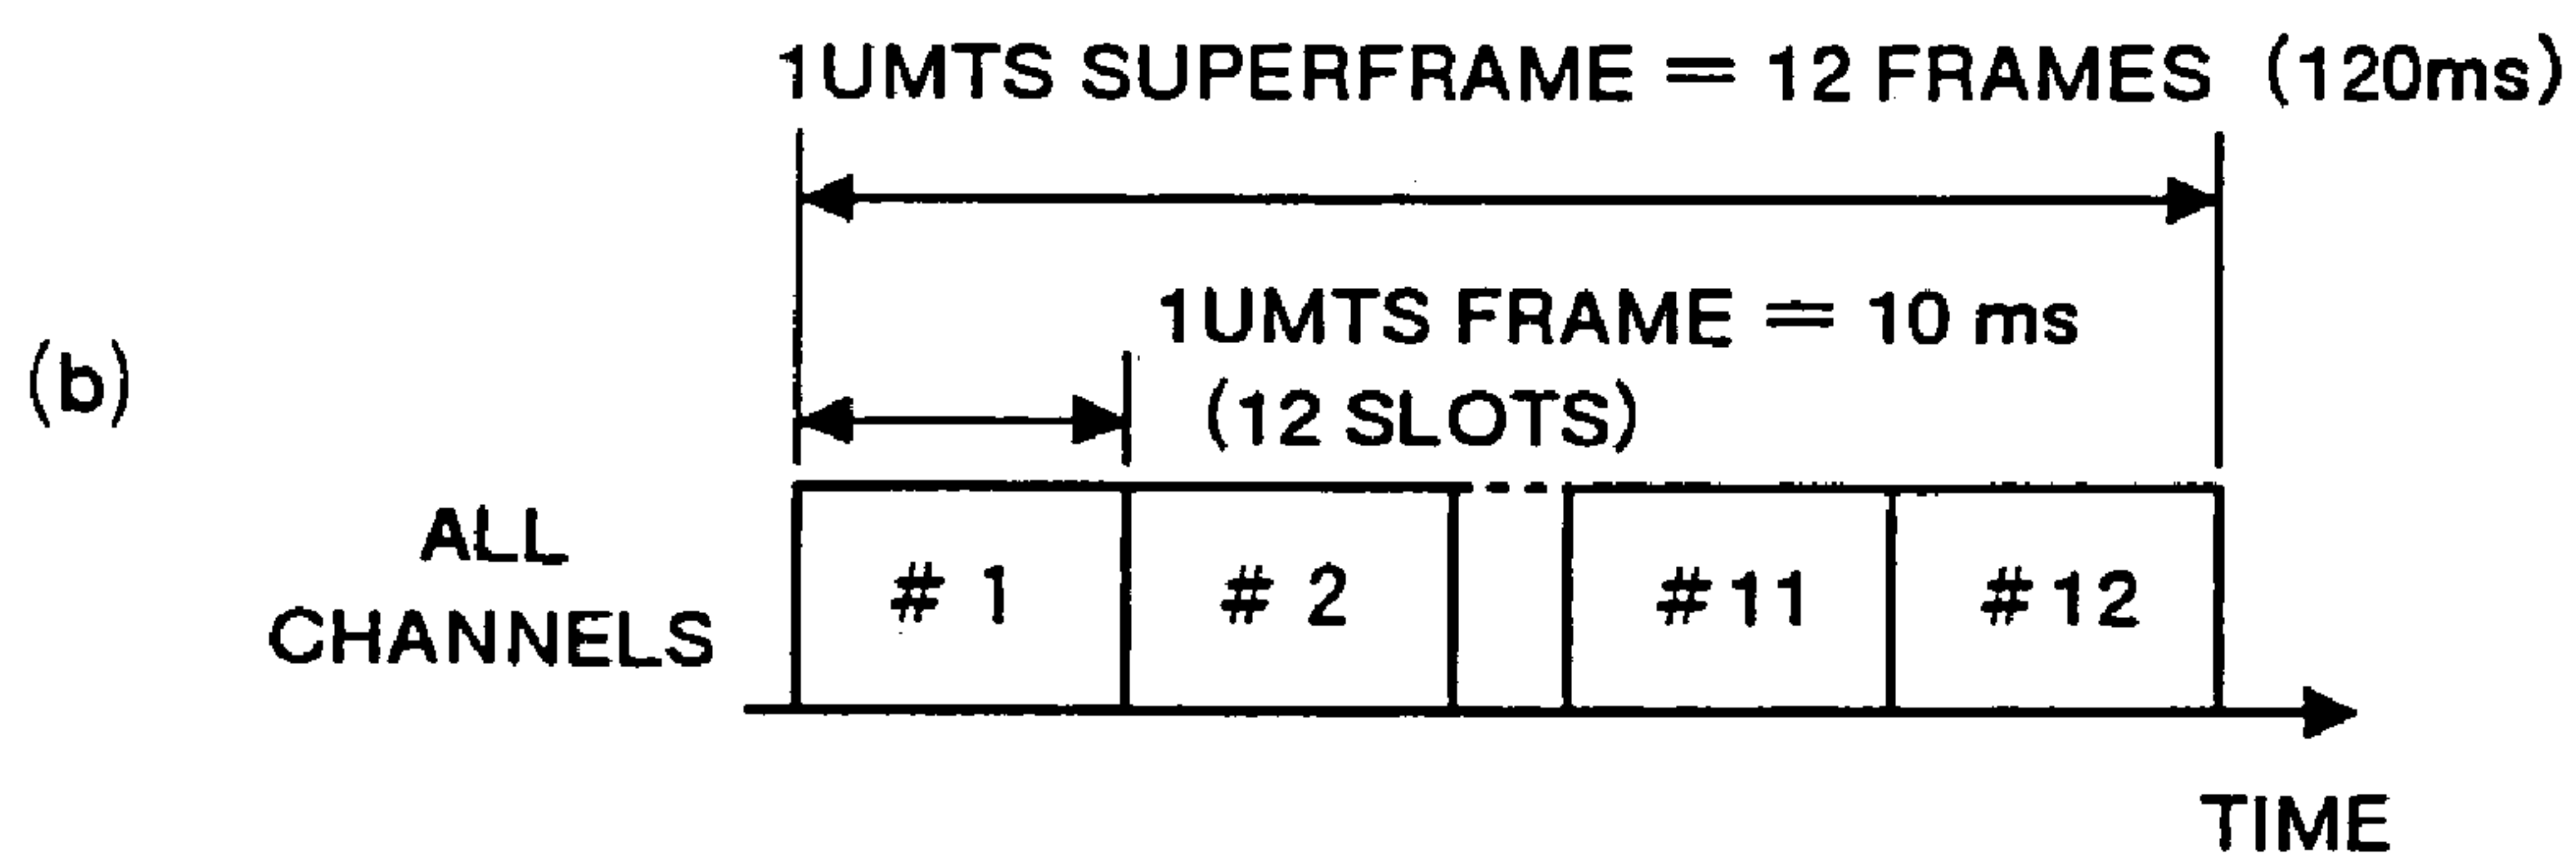 1UMTS SUPERFRAME = 12 FRAMES (120ms)
1UMTS FRAME = 10 ms
(12 SLOTS)
(b)
ALL
CHANNELS
# 1 # 2 #11 #12
TIME